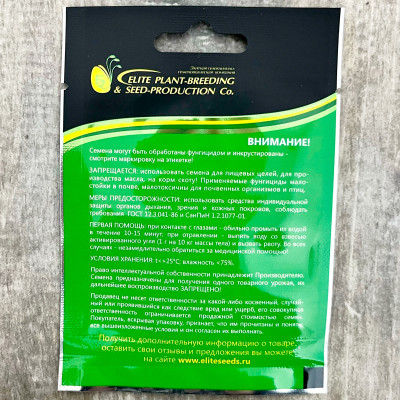 Элитная генетическая,
ELITE PLANT-BREEDING
& SEED-PRODUCTION Co.
ВНИМАНИЕ!
Семена могут быть обработаны фунгицидом и инкрустированы -
смотрите маркировку на этикетке!
ЗАПРЕЩАЕТСЯ: использовать семена для пищевых целей, для про-
изводства масла, на корм скоту! Применяемые фунгициды мало-
стойки в почве, малотоксичны для почвенных организмов и птиц.
МЕРЫ ПРЕДОСТОРОЖНОСТИ: использовать средства индивидуальной
защиты органов дыхания, зрения и кожных покровов, соблюдать
требования ГОСТ 12.3.041-86 и СанПиН 1.2.1077-01.
ПЕРВАЯ ПОМОЩЬ: при контакте с глазами - обильно промыть их водой
в течение 10-15 минут; при отравлении - выпить воду со взвесью
активированного угля (1 г на 10 кг массы тела) и вызвать рвоту. Во всех
случаях - незамедлительно обратиться за медицинской помощью!
УСЛОВИЯ ХРАНЕНИЯ: t<+25°C; влажность <75%.
Право интеллектуальной собственности принадлежит Производителю.
Семена предназначены для получения одного товарного урожая, их
дальнейшее воспроизводство ЗАПРЕЩЕНО!
Продавец не несет ответственности за какой-либо косвенный, случай-
ный или проявившийся как следствие вред или ущерб, его совокупная
ответственность ограничивается продажной стоимостью семян.
Покупатель, вскрывая упаковку, признает, что им прочитаны и поняты
все вышеизложенные условия и он согласен их выполнять.
Получить дополнительную информацию о товаре,
оставить свои отзывы и предложения вы можете
на сайте www.eliteseeds.ru